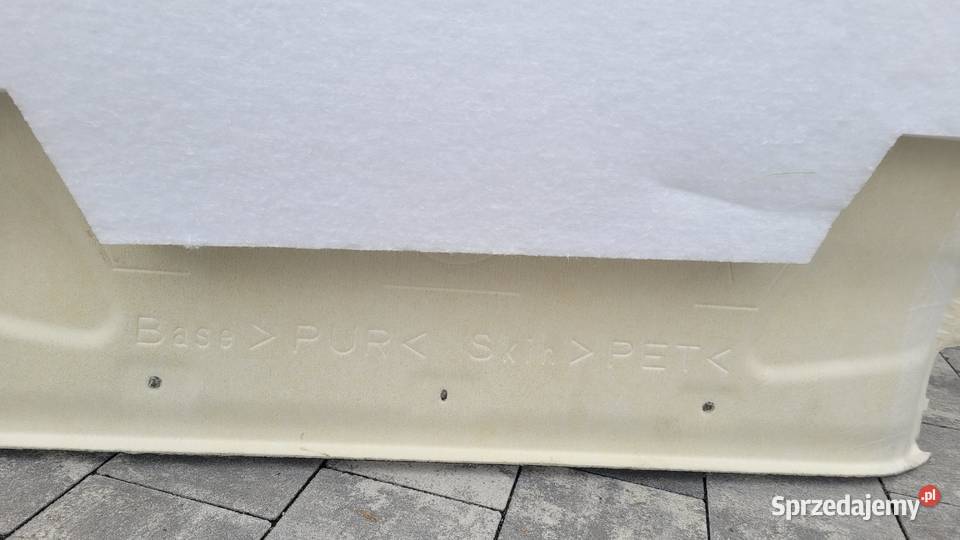 Base >PUR< Skin >PET<
Sprzedajemy.pl